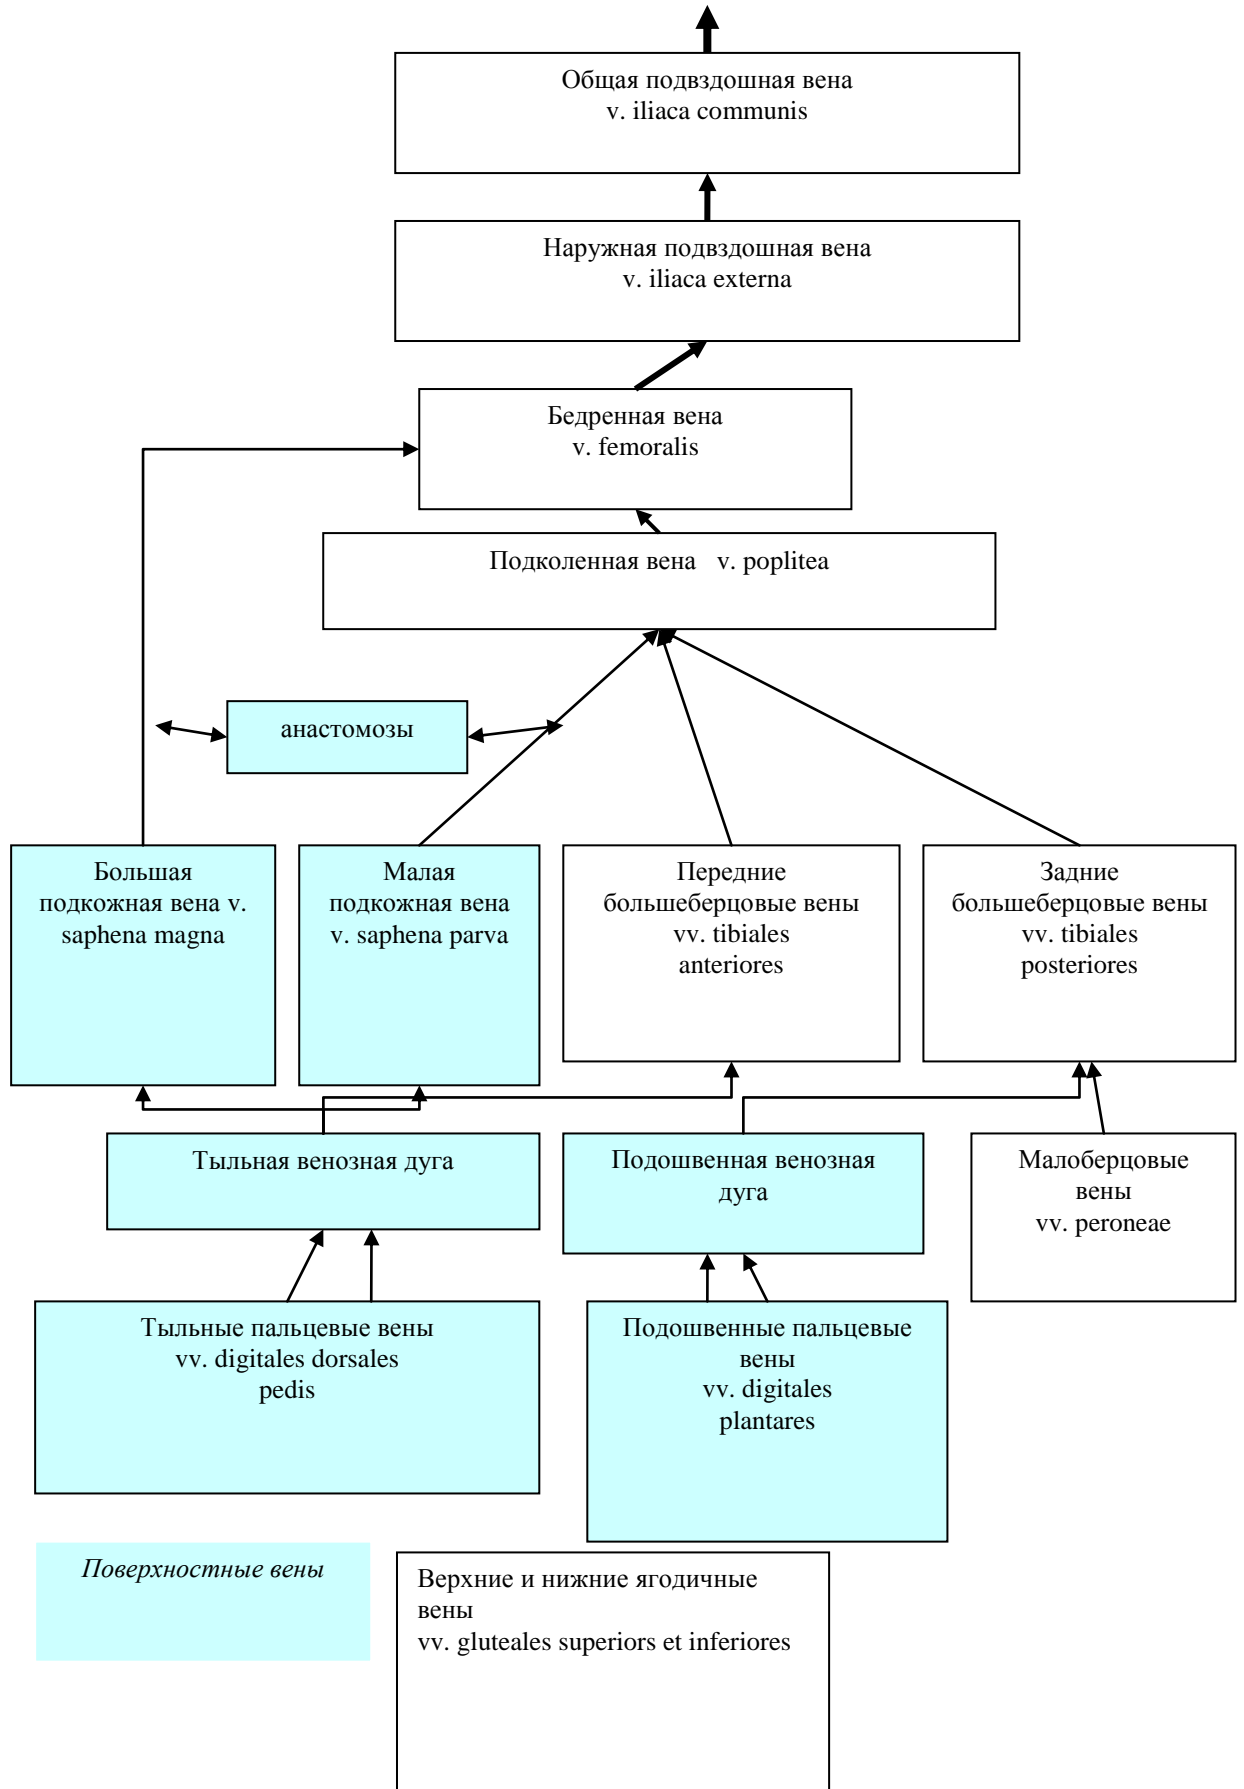 Общая подвздошная вена
v. iliaca communis
Наружная подвздошная вена
v. iliaca externa
Бедренная вена
v. femoralis
Подколенная вена v. poplitea
анастомозы
Большая
подкожная вена v.
saphena magna
Малая
подкожная вена
v. saphena parva
Передние
большеберцовые вены
vv. tibiales
anteriores
Задние
большеберцовые вены
vv. tibiales
posteriores
Тыльная венозная дуга
Подошвенная венозная
дуга
Малоберцовые
вены
vv. peroneae
Тыльные пальцевые вены
vv. digitales dorsales
pedis
Подошвенные пальцевые
вены
vv. digitales
plantares
Поверхностные вены
Верхние и нижние ягодичные
вены
vv. gluteales superiors et inferiores